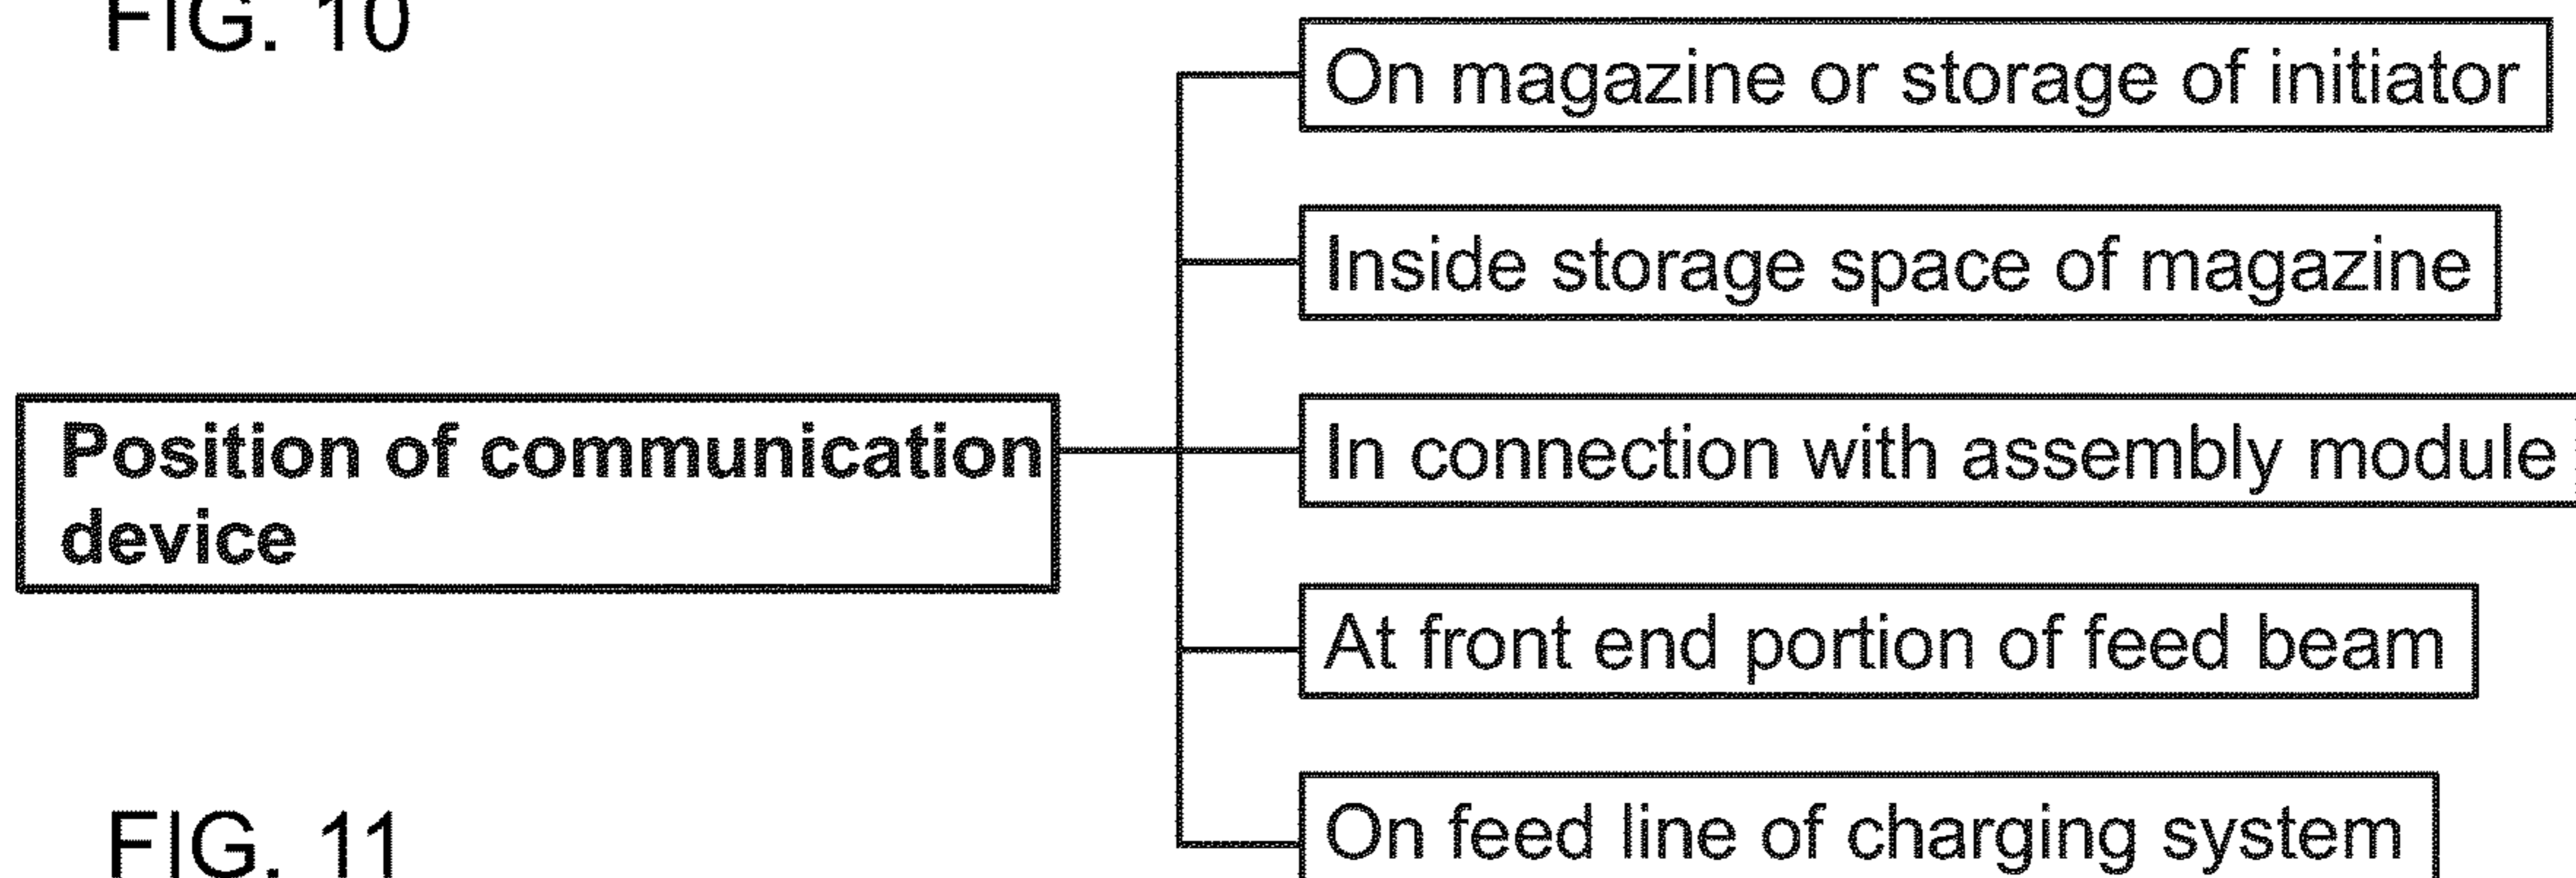 FIG. 10
On magazine or storage of initiator
Inside storage space of magazine
Position of communication
device
In connection with assembly module
At front end portion of feed beam
On feed line of charging system
FIG. 11